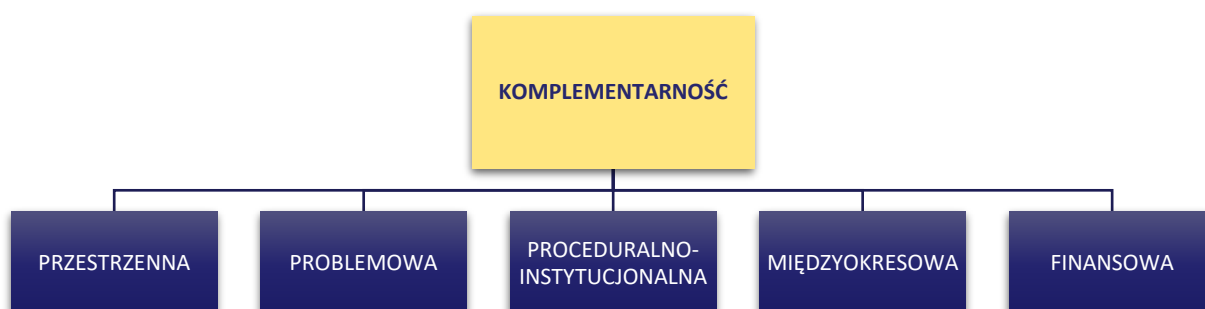 KOMPLEMENTARNOŚĆ
PRZESTRZENNA
PROBLEMOWA
PROCEDURALNO-
INSTYTUCJONALNA
MIĘDZYOKRESOWA
FINANSOWA